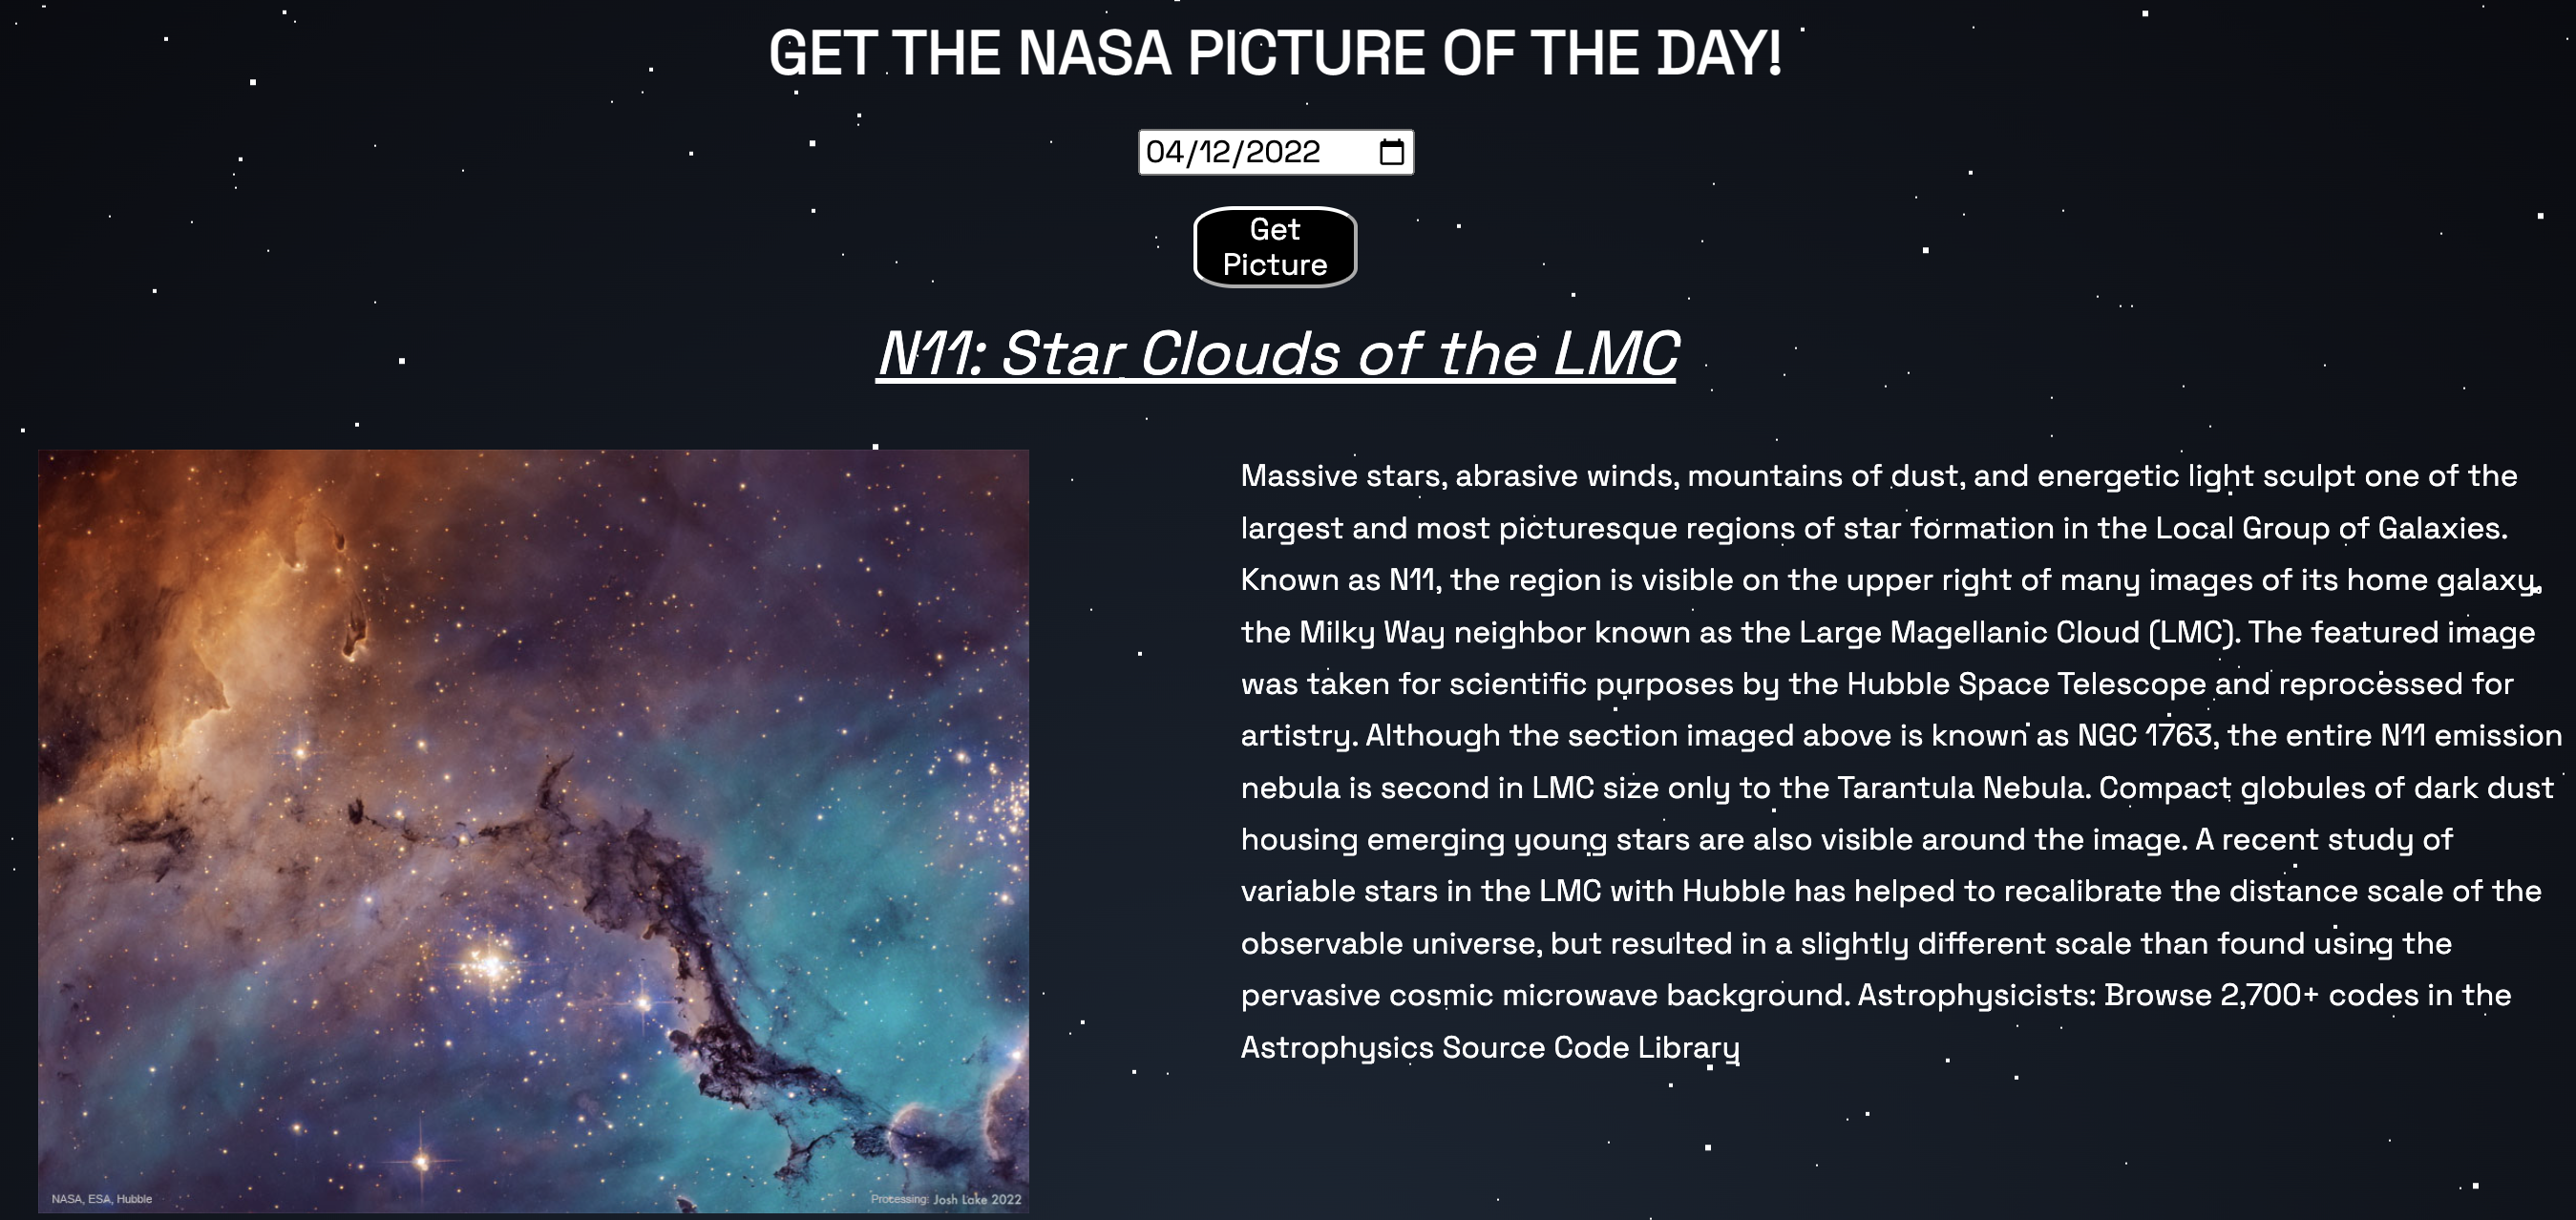 GET THE NASA PICTURE OF THE DAY!
04/12/2022
Get
Picture
N11: Star Clouds of the LMC
Massive stars, abrasive winds, mountains of dust, and energetic light sculpt one of the
largest and most picturesque regions of star formation in the Local Group of Galaxies.
Known as N11, the region is visible on the upper right of many images of its home galaxy,
the Milky Way neighbor known as the Large Magellanic Cloud (LMC). The featured image
was taken for scientific purposes by the Hubble Space Telescope and reprocessed for
artistry. Although the section imaged above is known as NGC 1763, the entire N11 emission
nebula is second in LMC size only to the Tarantula Nebula. Compact globules of dark dust
housing emerging young stars are also visible around the image. A recent study of
variable stars in the LMC with Hubble has helped to recalibrate the distance scale of the
observable universe, but resulted in a slightly different scale than found using the
pervasive cosmic microwave background. Astrophysicists: Browse 2,700+ codes in the
Astrophysics Source Code Library
NASA, ESA, Hubble
Processing: Josh Lake 2022